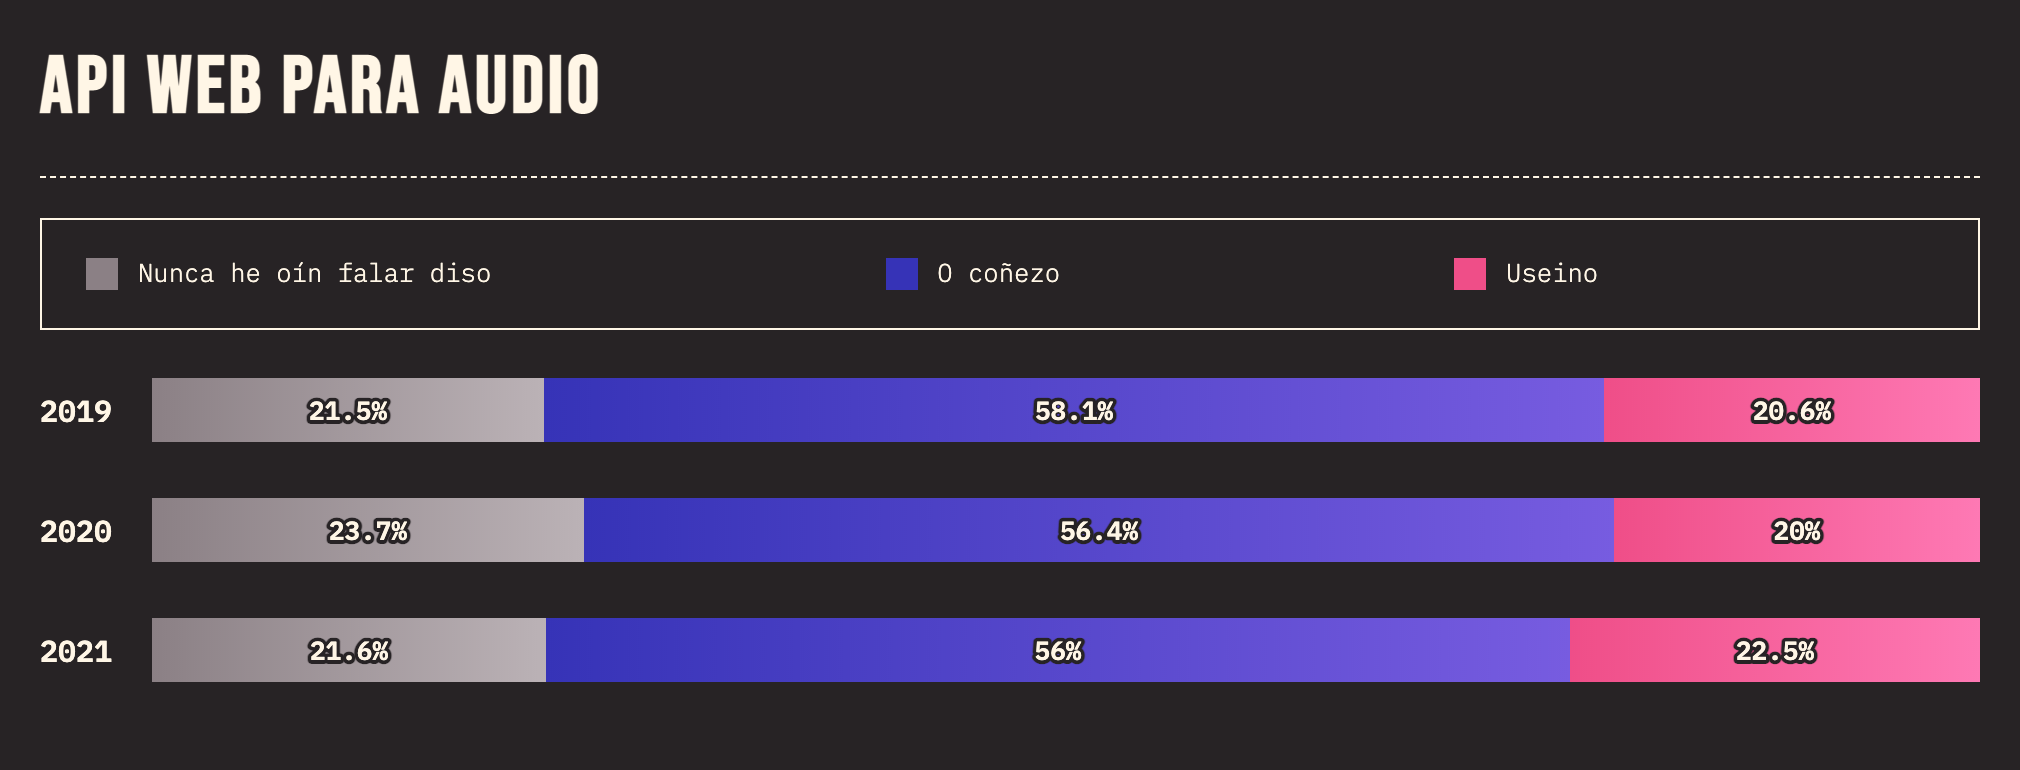 API WEB PARA AUDIO
Nunca he oín falar diso
O coñezo
Useino
2019 21.5% 58.1% 20.6%
2020 23.7% 56.4% 20%
2021 21.6% 56% 22.5%